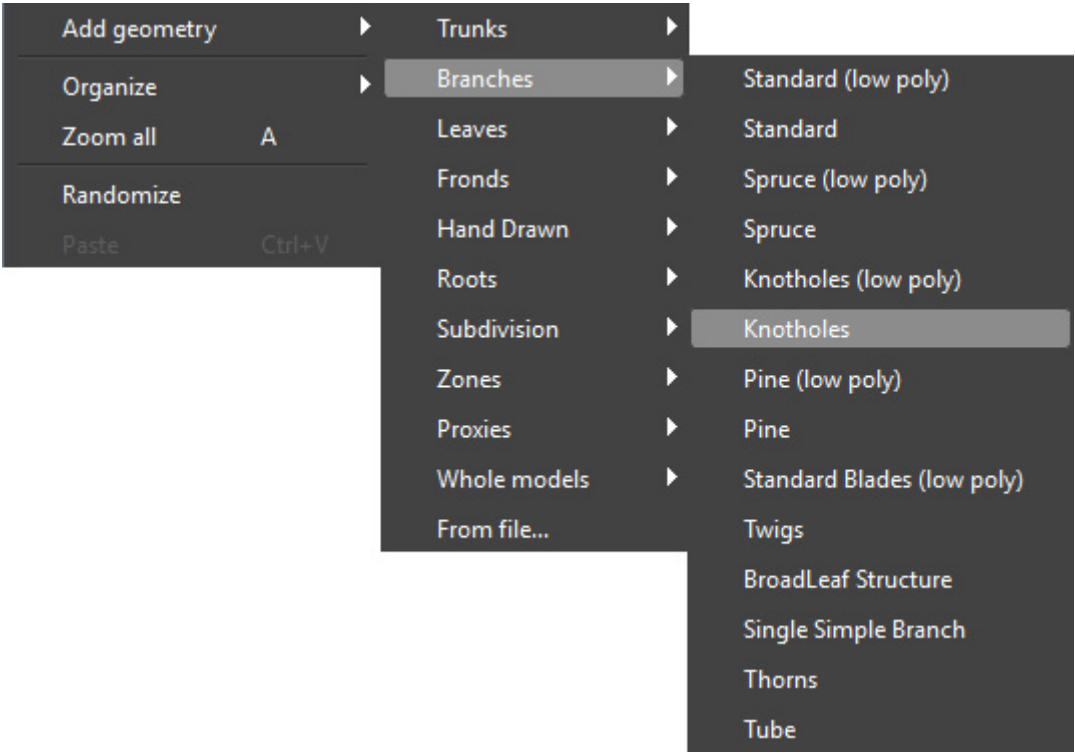 Add geometry
Organize
Zoom all A
Randomize
Paste Ctrl+V
Trunks
Branches
Leaves
Fronds
Hand Drawn
Roots
Subdivision
Zones
Proxies
Whole models
From file...
Standard (low poly)
Standard
Spruce (low poly)
Spruce
Knotholes (low poly)
Knotholes
Pine (low poly)
Pine
Standard Blades (low poly)
Twigs
BroadLeaf Structure
Single Simple Branch
Thorns
Tube